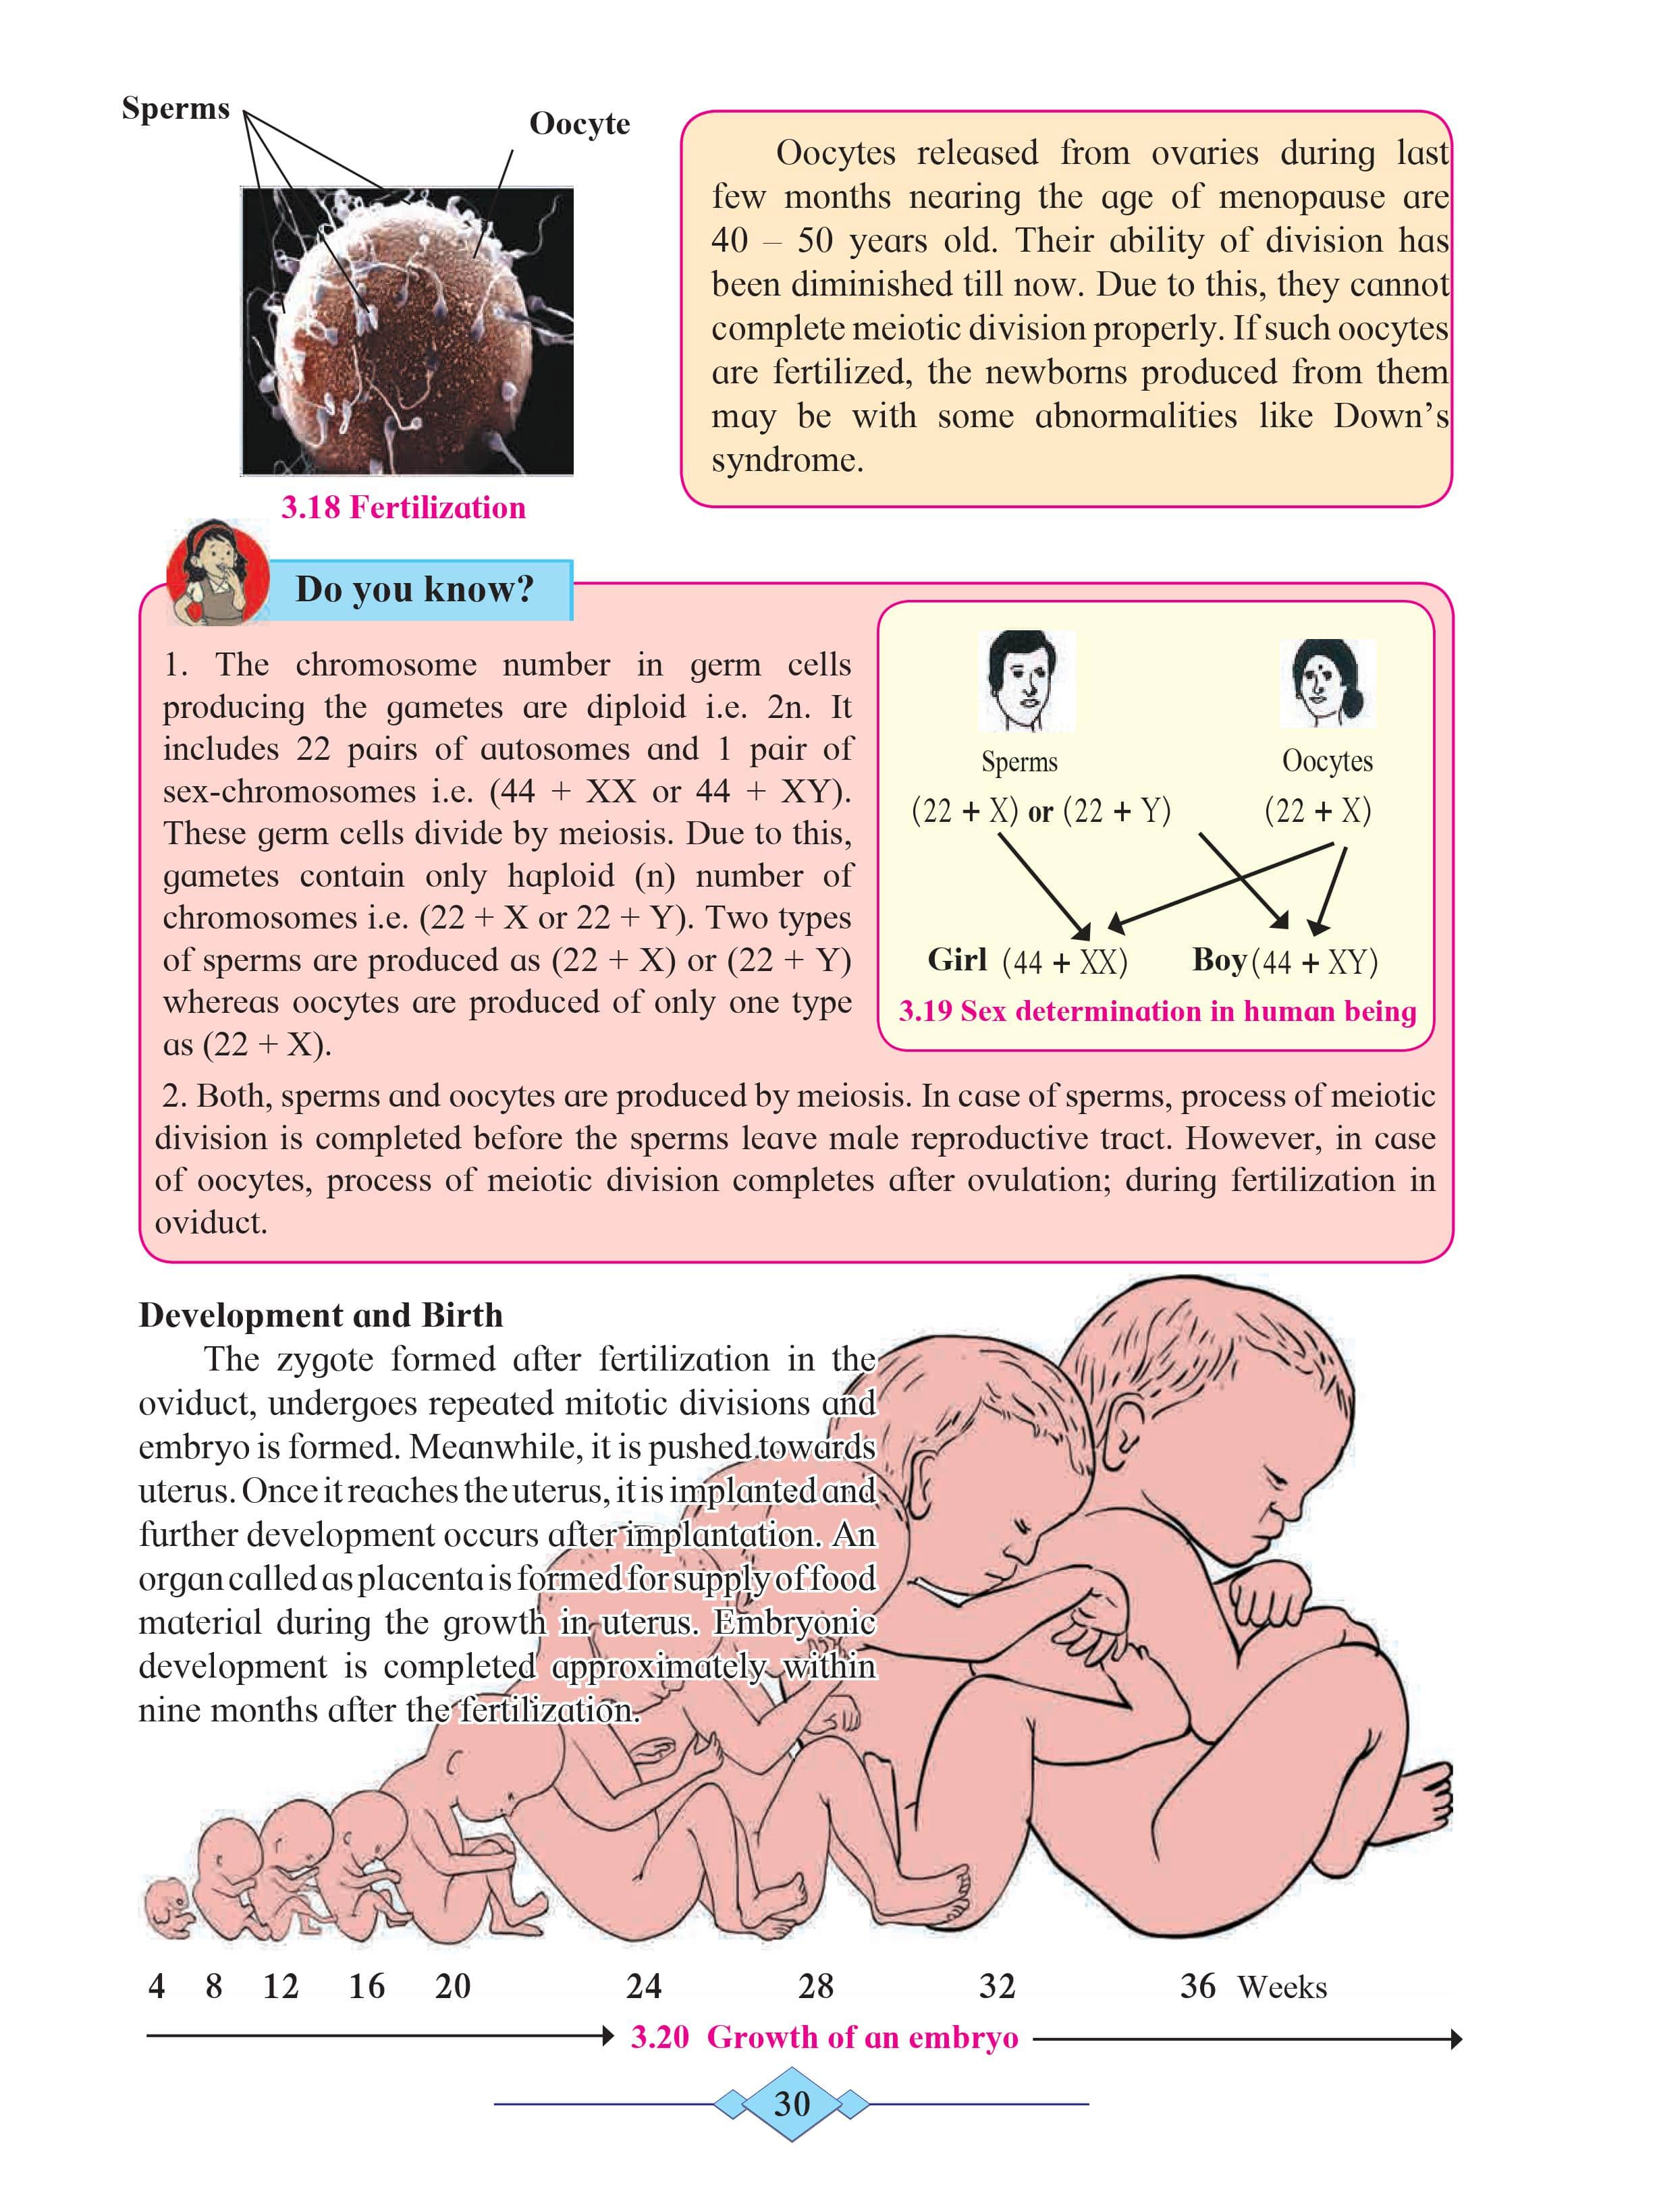 Sperms
Oocyte
3.18 Fertilization
Oocytes released from ovaries during last
few months nearing the age of menopause are
40 – 50 years old. Their ability of division has
been diminished till now. Due to this, they cannot
complete meiotic division properly. If such oocytes
are fertilized, the newborns produced from them
may be with some abnormalities like Down's
syndrome.
Do you know?
1. The chromosome number in germ cells
producing the gametes are diploid i.e. 2n. It
includes 22 pairs of autosomes and 1 pair of
sex-chromosomes i.e. (44 + XX or 44 + XY).
These germ cells divide by meiosis. Due to this,
gametes contain only haploid (n) number of
chromosomes i.e. (22 + X or 22 + Y). Two types
of sperms are produced as (22 + X) or (22 + Y)
whereas oocytes are produced of only one type
as (22 + X).
Sperms Oocytes
(22 + X) or (22 + Y) (22 + X)
Girl (44 + XX) Boy (44 + XY)
3.19 Sex determination in human being
2. Both, sperms and oocytes are produced by meiosis. In case of sperms, process of meiotic
division is completed before the sperms leave male reproductive tract. However, in case
of oocytes, process of meiotic division completes after ovulation; during fertilization in
oviduct.
Development and Birth
The zygote formed after fertilization in the
oviduct, undergoes repeated mitotic divisions and
embryo is formed. Meanwhile, it is pushed towards
uterus. Once it reaches the uterus, it is implanted and
further development occurs after implantation. An
organ called as placenta is formed for supply of food
material during the growth in uterus. Embryonic
development is completed approximately within
nine months after the fertilization.
4 8 12 16 20 24 28 32 36 Weeks
3.20 Growth of an embryo
30